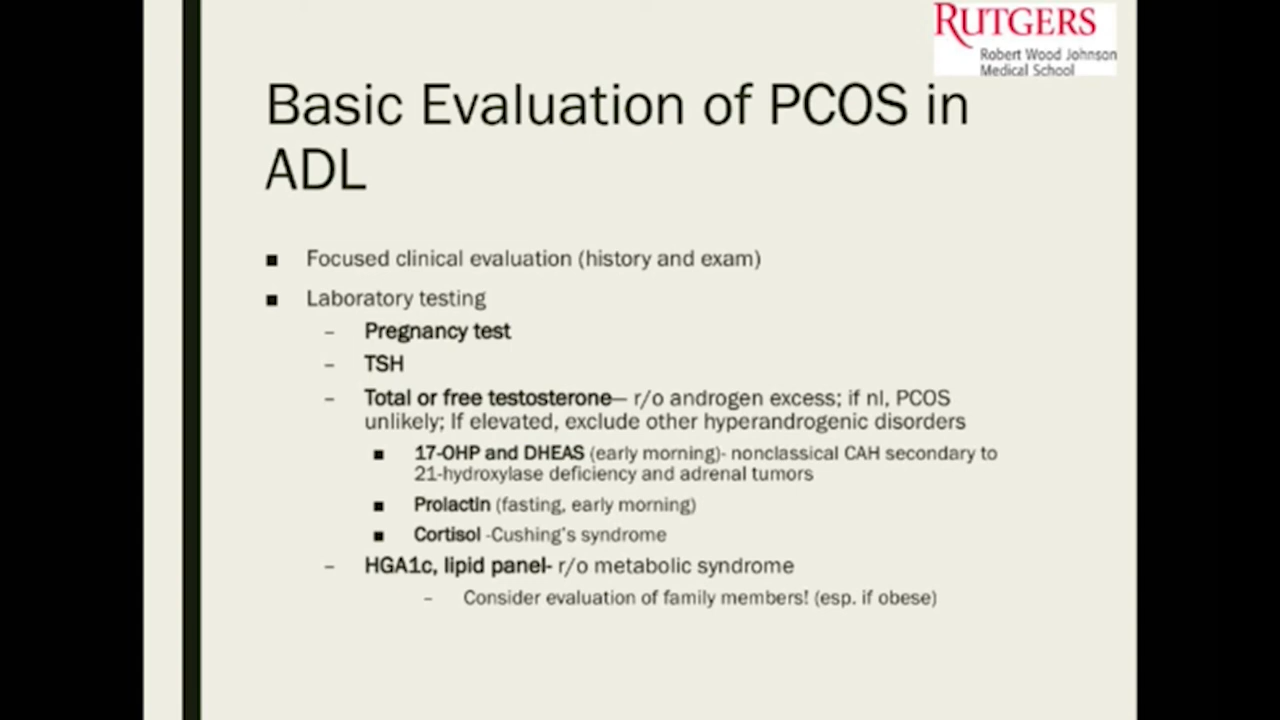 RUTGERS
Robert Wood Johnson
Medical School
Basic Evaluation of PCOS in
ADL
■ Focused clinical evaluation (history and exam)
■ Laboratory testing
– Pregnancy test
– TSH
– Total or free testosterone— r/o androgen excess; if nl, PCOS
unlikely; If elevated, exclude other hyperandrogenic disorders
■ 17-OHP and DHEAS (early morning)- nonclassical CAH secondary to
21-hydroxylase deficiency and adrenal tumors
■ Prolactin (fasting, early morning)
■ Cortisol -Cushing's syndrome
– HGA1c, lipid panel- r/o metabolic syndrome
– Consider evaluation of family members! (esp. if obese)